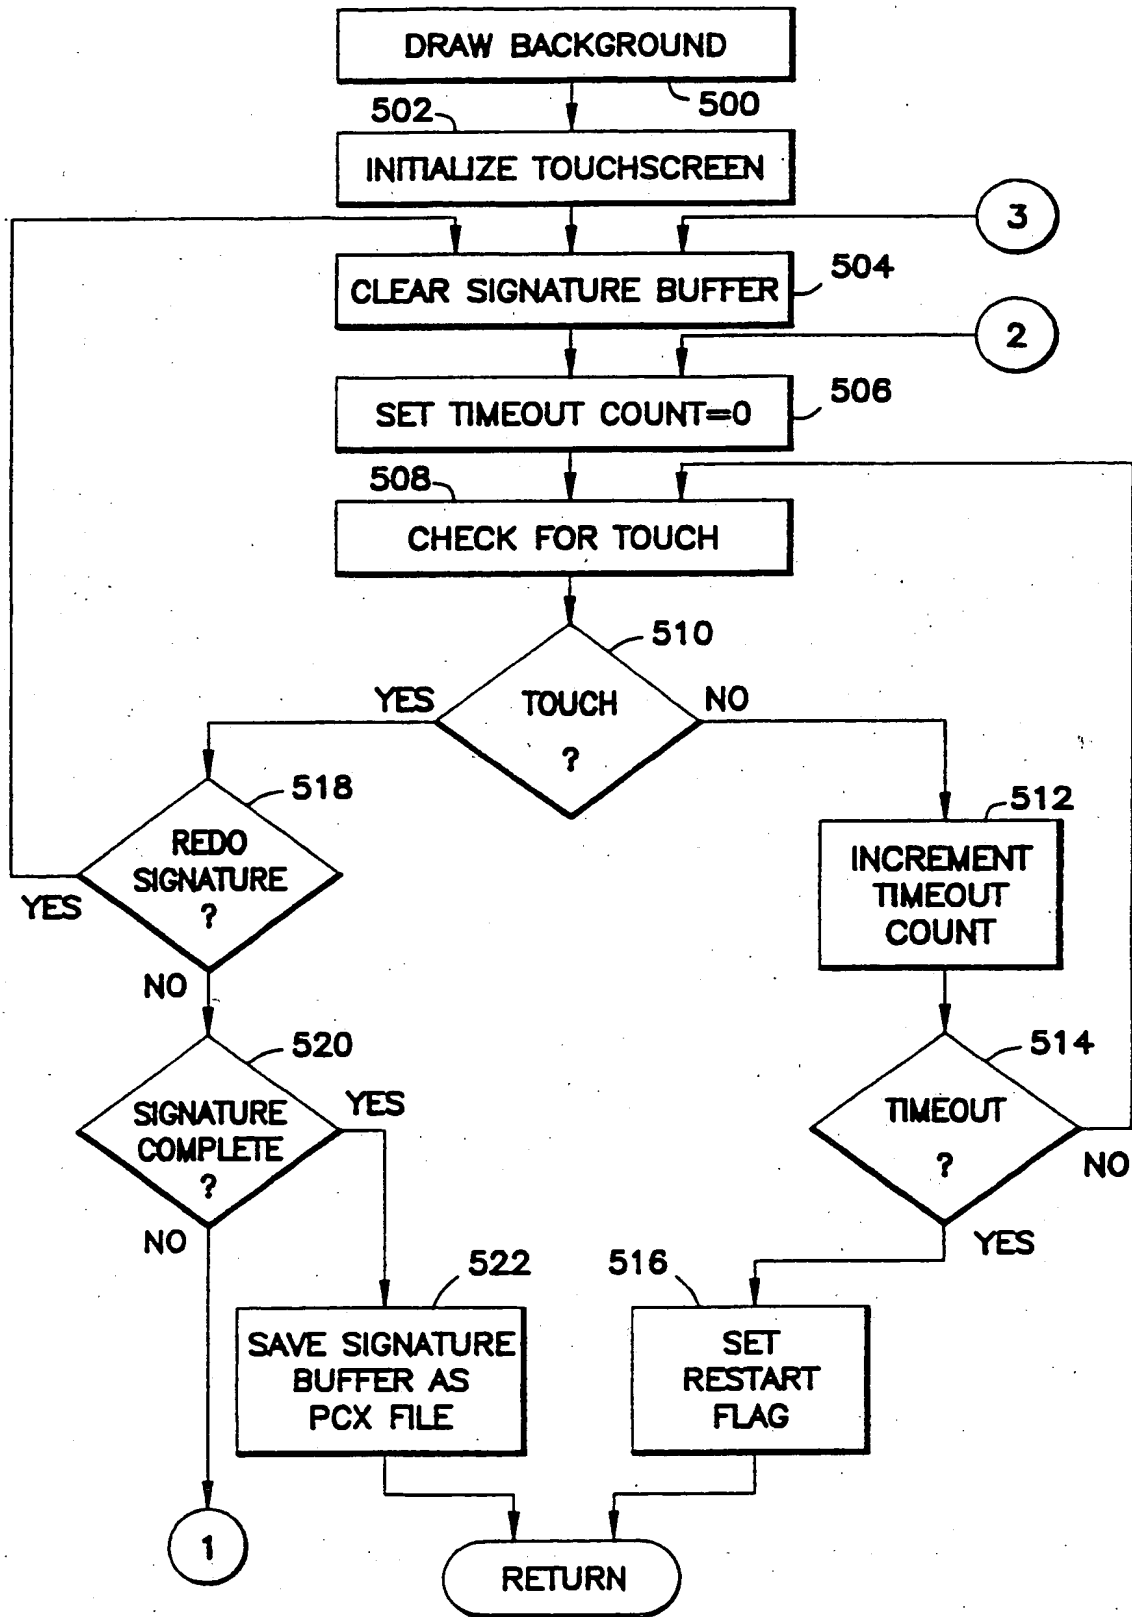 DRAW BACKGROUND
500
502
INITIALIZE TOUCHSCREEN
3
CLEAR SIGNATURE BUFFER
504
2
SET TIMEOUT COUNT=0
506
508
CHECK FOR TOUCH
510
YES
TOUCH
?
NO
518
REDO
SIGNATURE
?
YES
NO
512
INCREMENT
TIMEOUT
COUNT
520
SIGNATURE
COMPLETE
?
YES
NO
514
TIMEOUT
?
NO
YES
522
SAVE SIGNATURE
BUFFER AS
PCX FILE
516
SET
RESTART
FLAG
1
RETURN